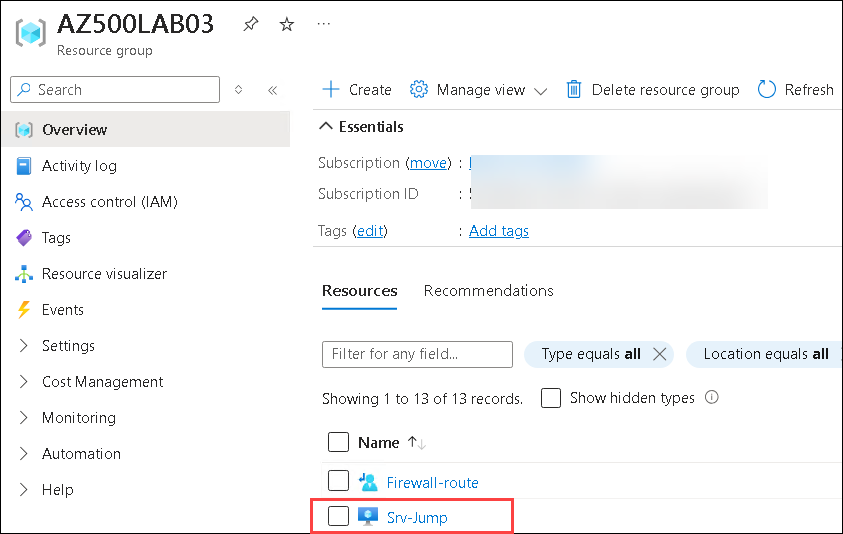 AZ500LAB03
Resource group
Search
Create
Manage view
Delete resource group
Refresh
Overview
Activity log
Access control (IAM)
Tags
Resource visualizer
Events
Settings
Cost Management
Monitoring
Automation
Help
Essentials
Subscription (move) :
Subscription ID :
Tags (edit) : Add tags
Resources Recommendations
Filter for any field...
Type equals all
Location equals all
Showing 1 to 13 of 13 records.
Show hidden types
Name
Firewall-route
Srv-Jump